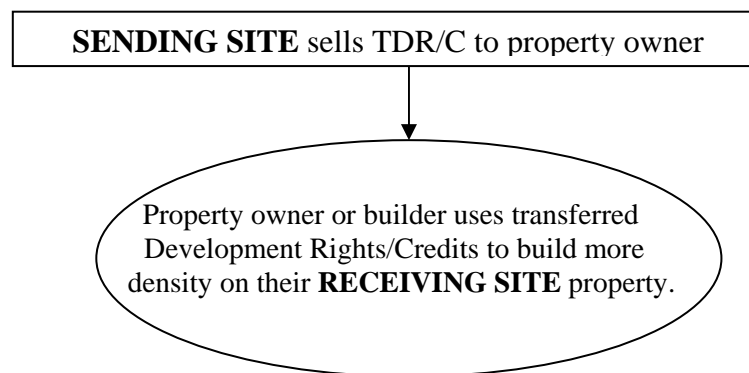 SENDING SITE sells TDR/C to property owner
Property owner or builder uses transferred
Development Rights/Credits to build more
density on their RECEIVING SITE property.